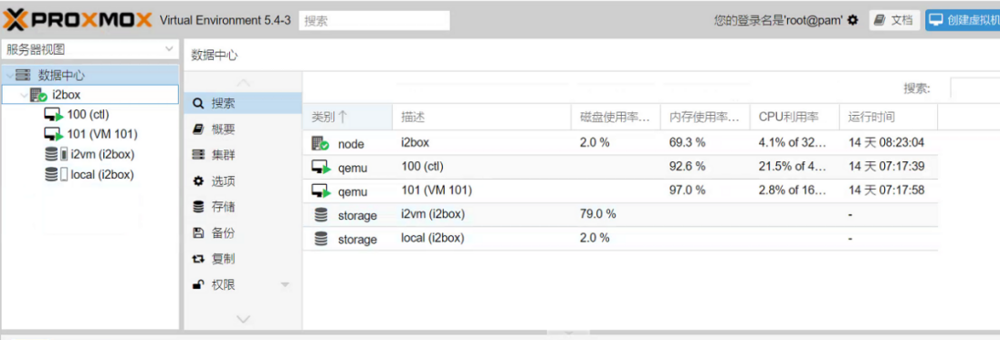 PROXMOX Virtual Environment 5.4-3 搜索 您的登录名是'root@pam' 文档 创建虚拟机
服务器视图
数据中心
i2box
100 (ctl)
101 (VM 101)
i2vm (i2box)
local (i2box)
数据中心
搜索
概要
集群
选项
存储
备份
复制
权限
搜索:
类别 描述 磁盘使用率... 内存使用率... CPU利用率 运行时间
node i2box 2.0 % 69.3 % 4.1% of 32... 14 天 08:23:04
qemu 100 (ctl) 92.6 % 21.5% of 4... 14 天 07:17:39
qemu 101 (VM 101) 97.0 % 2.8% of 16... 14 天 07:17:58
storage i2vm (i2box) 79.0 % -
storage local (i2box) 2.0 % -